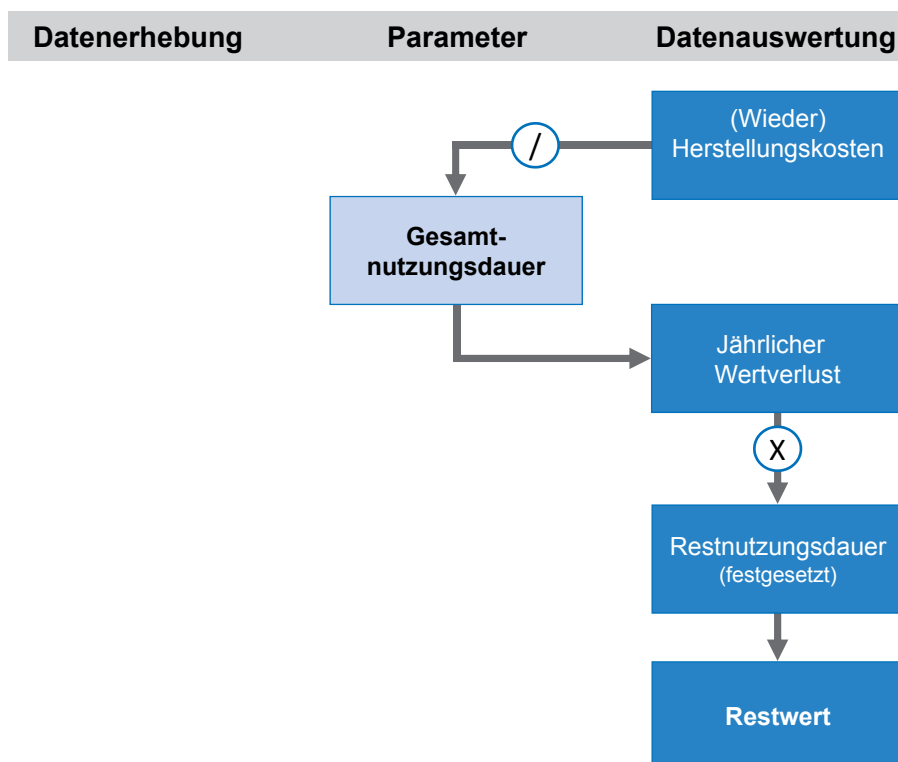 Datenerhebung Parameter Datenauswertung
(Wieder)
Herstellungskosten
/
Gesamt-
nutzungsdauer
Jährlicher
Wertverlust
X
Restnutzungsdauer
(festgesetzt)
Restwert